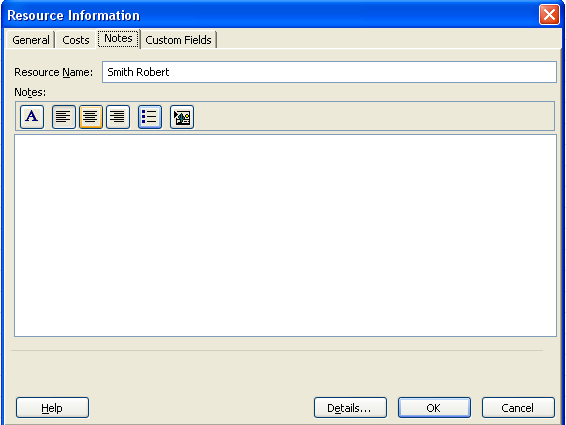 Resource Information
General Costs Notes Custom Fields
Resource Name: Smith Robert
Notes:
A
Help Details... OK Cancel